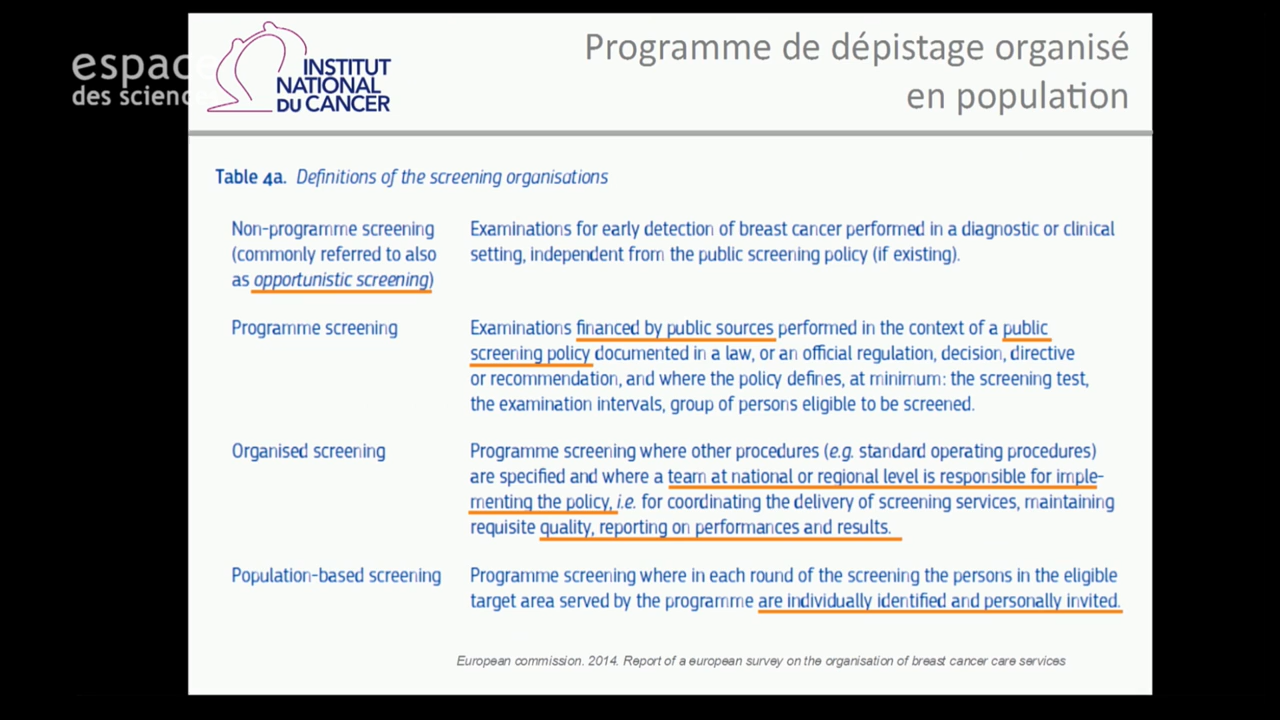 espace
des sciences
INSTITUT
NATIONAL
DU CANCER
Programme de dépistage organisé
en population
Table 4a. Definitions of the screening organisations
Non-programme screening
(commonly referred to also
as opportunistic screening)
Examinations for early detection of breast cancer performed in a diagnostic or clinical
setting, independent from the public screening policy (if existing).
Programme screening
Examinations financed by public sources performed in the context of a public
screening policy documented in a law, or an official regulation, decision, directive
or recommendation, and where the policy defines, at minimum: the screening test,
the examination intervals, group of persons eligible to be screened.
Organised screening
Programme screening where other procedures (e.g. standard operating procedures)
are specified and where a team at national or regional level is responsible for imple-
menting the policy, i.e. for coordinating the delivery of screening services, maintaining
requisite quality, reporting on performances and results.
Population-based screening
Programme screening where in each round of the screening the persons in the eligible
target area served by the programme are individually identified and personally invited.
European commission. 2014. Report of a european survey on the organisation of breast cancer care services